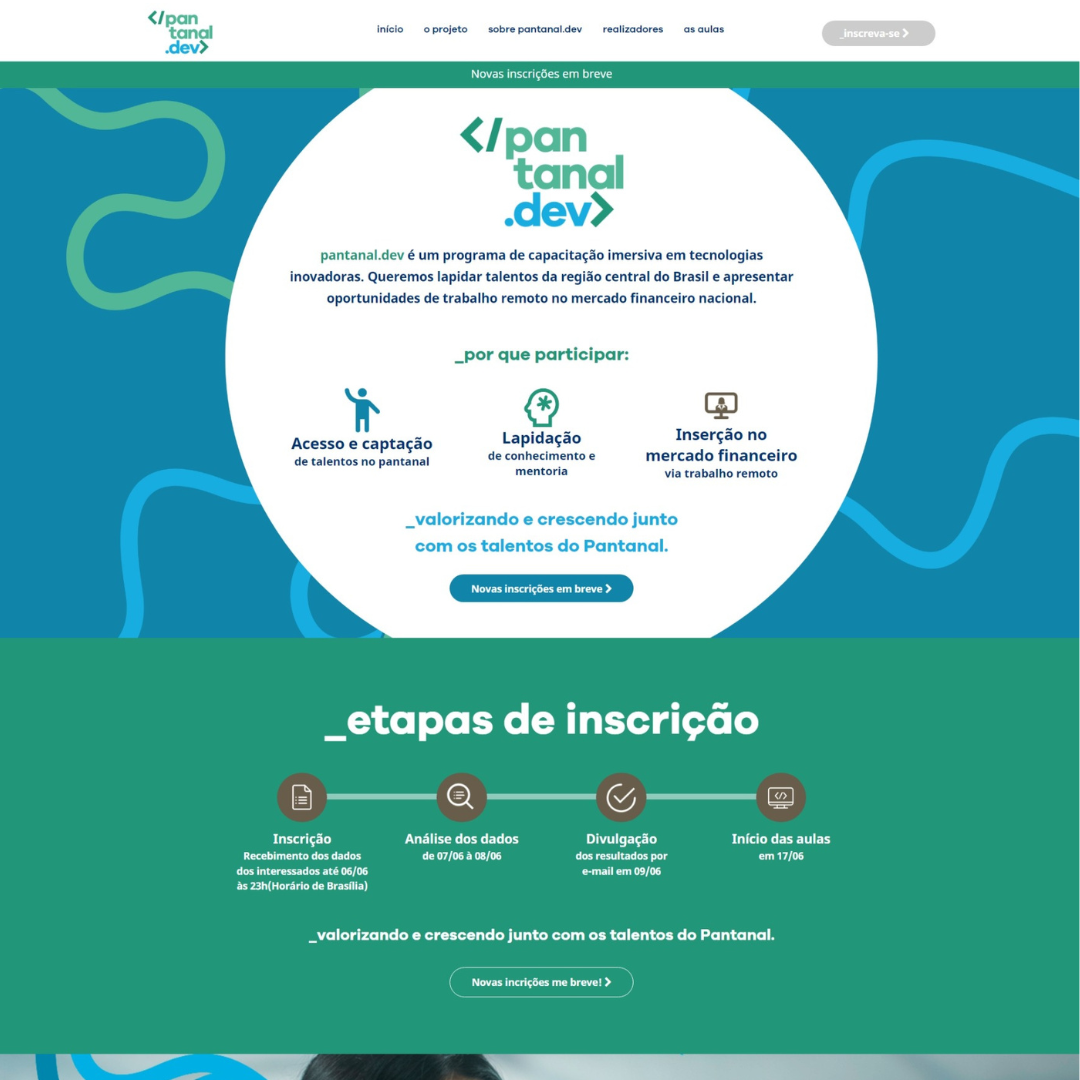 </pan
tanal
.dev>
início o projeto sobre pantanal.dev realizadores as aulas
_inscreva-se
Novas inscrições em breve
</pan
tanal
.dev>
pantanal.dev é um programa de capacitação imersiva em tecnologias
inovadoras. Queremos lapidar talentos da região central do Brasil e apresentar
oportunidades de trabalho remoto no mercado financeiro nacional.
_por que participar:
Acesso e captação
de talentos no pantanal
Lapidação
de conhecimento e
mentoria
Inserção no
mercado financeiro
via trabalho remoto
_valorizando e crescendo junto
com os talentos do Pantanal.
Novas inscrições em breve
_etapas de inscrição
Inscrição
Recebimento dos dados
dos interessados até 06/06
às 23h(Horário de Brasília)
Análise dos dados
de 07/06 à 08/06
Divulgação
dos resultados por
e-mail em 09/06
Início das aulas
em 17/06
_valorizando e crescendo junto com os talentos do Pantanal.
Novas incrições me breve!